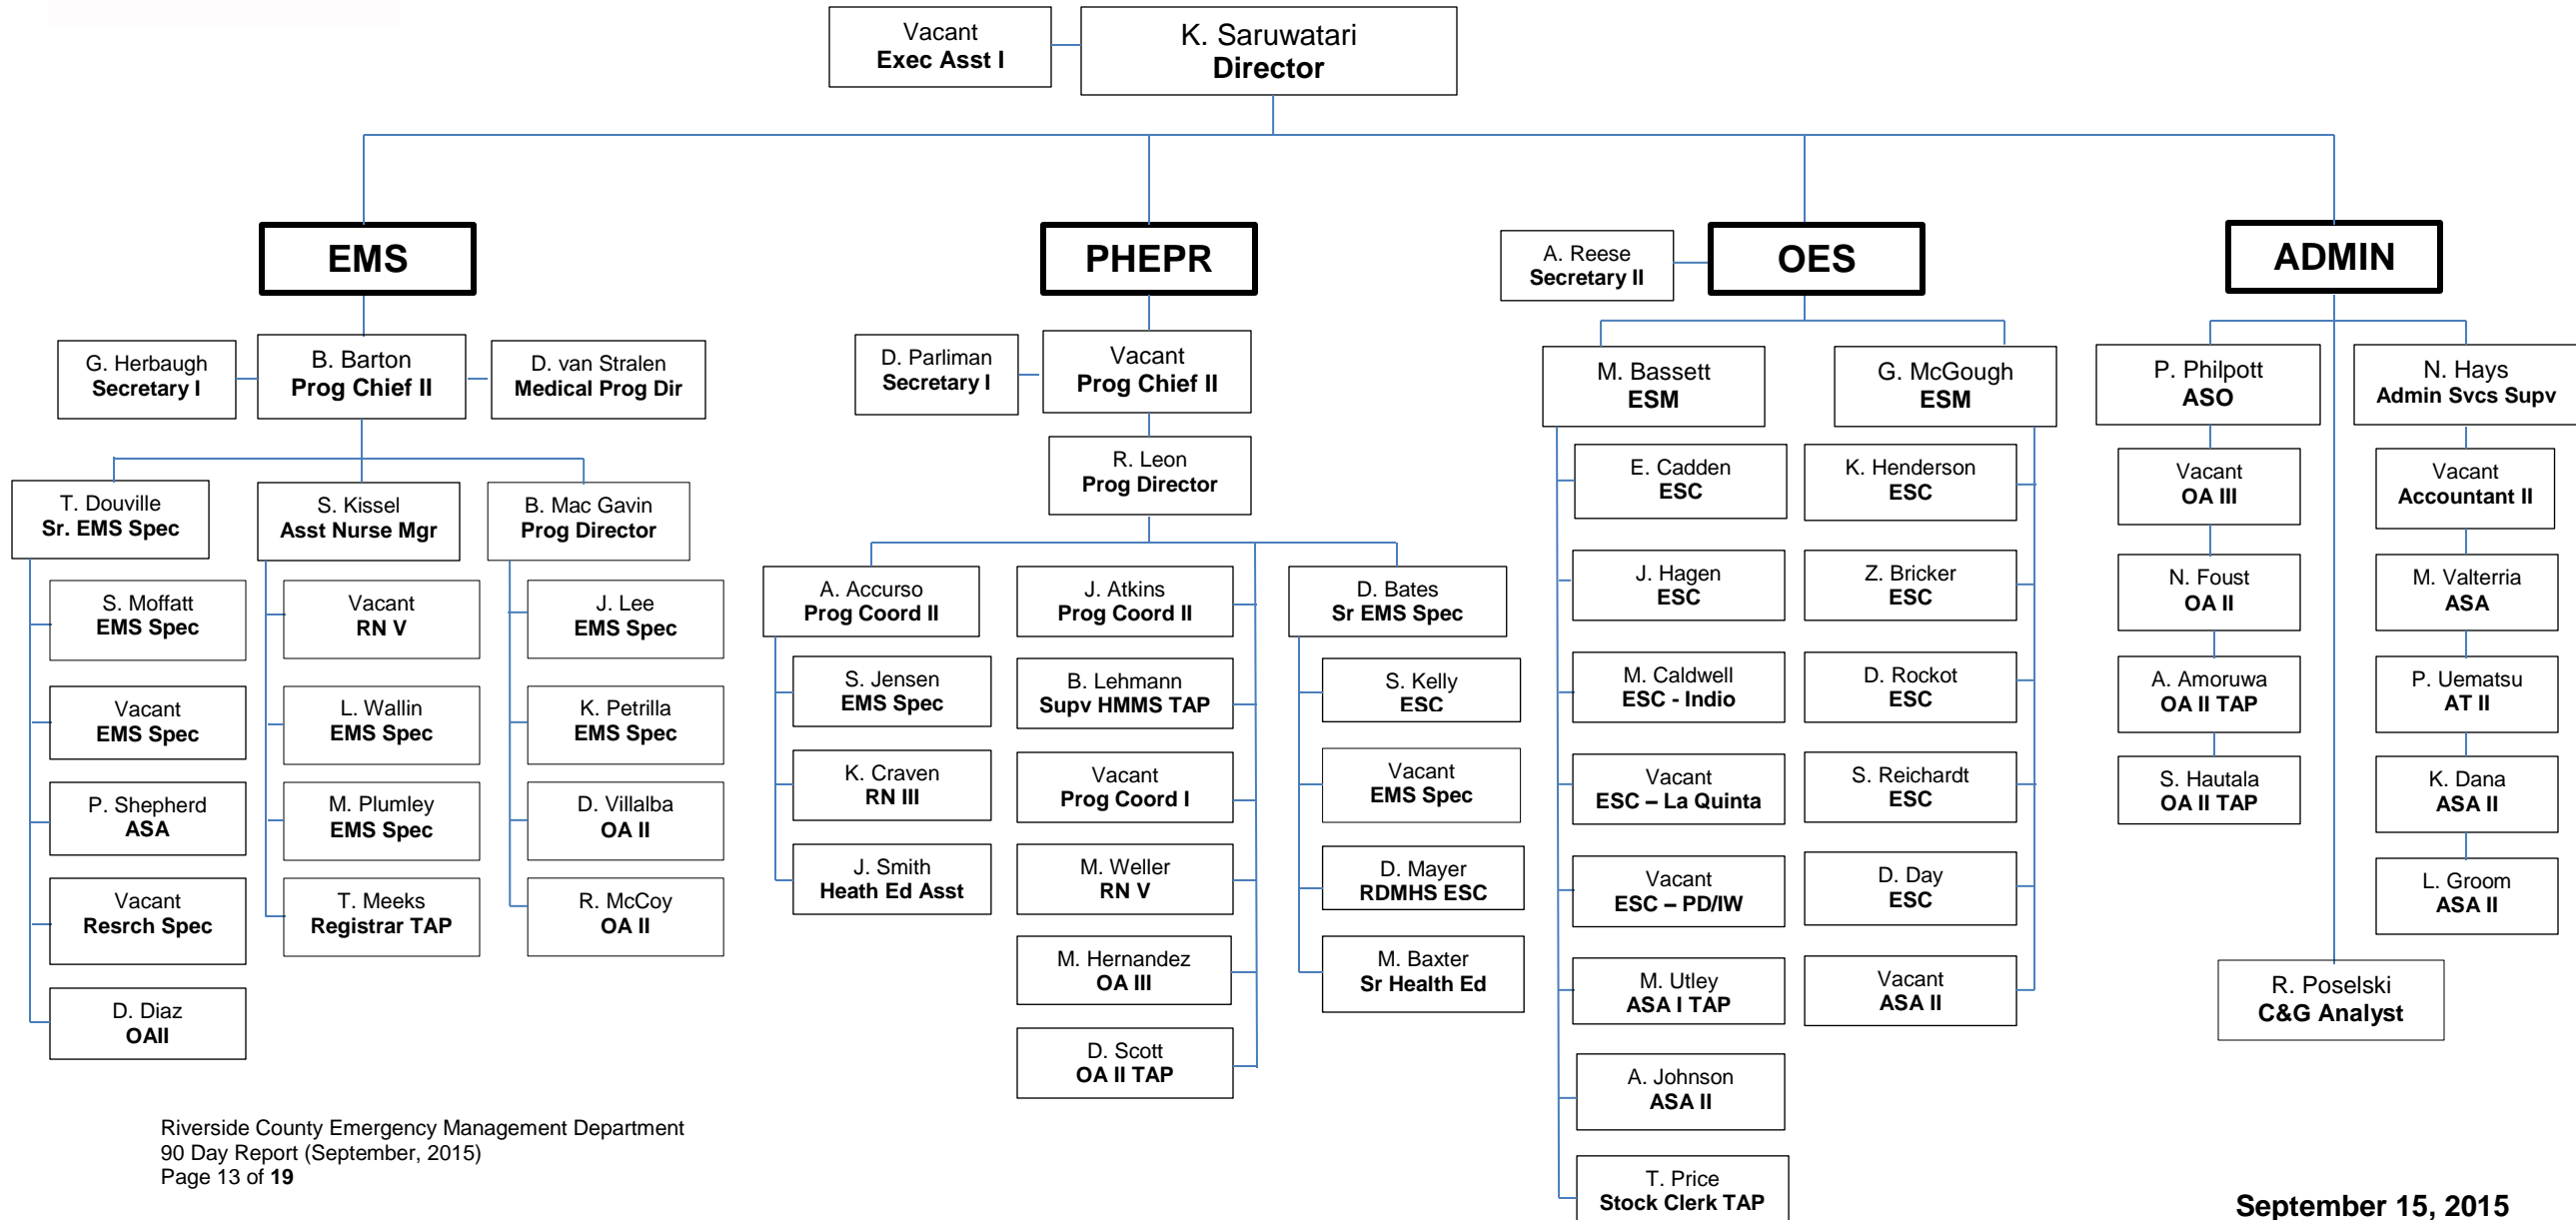 Vacant
Exec Asst I
K. Saruwatari
Director
EMS
PHEPR
A. Reese
Secretary II
OES
ADMIN
G. Herbaugh
Secretary I
B. Barton
Prog Chief II
D. van Stralen
Medical Prog Dir
T. Douville
Sr. EMS Spec
S. Moffatt
EMS Spec
Vacant
EMS Spec
P. Shepherd
ASA
Vacant
Resrch Spec
D. Diaz
OAII
S. Kissel
Asst Nurse Mgr
Vacant
RN V
L. Wallin
EMS Spec
M. Plumley
EMS Spec
T. Meeks
Registrar TAP
B. Mac Gavin
Prog Director
J. Lee
EMS Spec
K. Petrilla
EMS Spec
D. Villalba
OA II
R. McCoy
OA II
D. Parliman
Secretary I
Vacant
Prog Chief II
R. Leon
Prog Director
A. Accurso
Prog Coord II
S. Jensen
EMS Spec
K. Craven
RN III
J. Smith
Heath Ed Asst
J. Atkins
Prog Coord II
B. Lehmann
Supv HMMS TAP
Vacant
Prog Coord I
M. Weller
RN V
M. Hernandez
OA III
D. Scott
OA II TAP
D. Bates
Sr EMS Spec
S. Kelly
ESC
Vacant
EMS Spec
D. Mayer
RDMHS ESC
M. Baxter
Sr Health Ed
M. Bassett
ESM
E. Cadden
ESC
J. Hagen
ESC
M. Caldwell
ESC - Indio
Vacant
ESC – La Quinta
Vacant
ESC – PD/IW
M. Utley
ASA I TAP
A. Johnson
ASA II
T. Price
Stock Clerk TAP
G. McGough
ESM
K. Henderson
ESC
Z. Bricker
ESC
D. Rockot
ESC
S. Reichardt
ESC
D. Day
ESC
Vacant
ASA II
P. Philpott
ASO
Vacant
OA III
N. Foust
OA II
A. Amoruwa
OA II TAP
S. Hautala
OA II TAP
N. Hays
Admin Svcs Supv
Vacant
Accountant II
M. Valterria
ASA
P. Uematsu
AT II
K. Dana
ASA II
L. Groom
ASA II
R. Poselski
C&G Analyst
Riverside County Emergency Management Department
90 Day Report (September, 2015)
Page 13 of 19
September 15, 2015